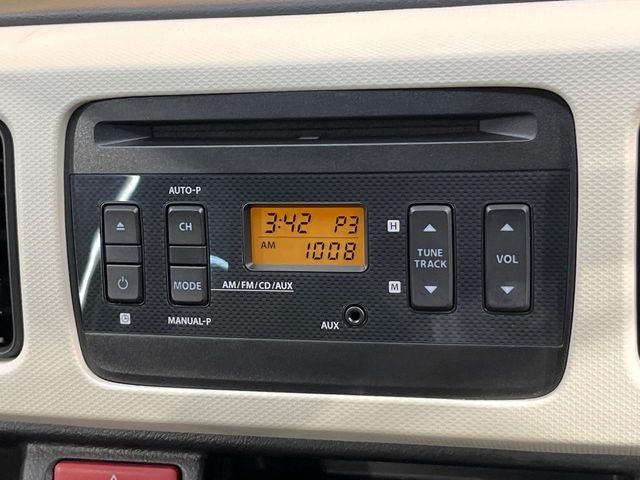 AUTO-P
3:42 P3
AM 1008
CH
MODE
AM/FM/CD/AUX
MANUAL-P
AUX
H
M
TUNE
TRACK
VOL